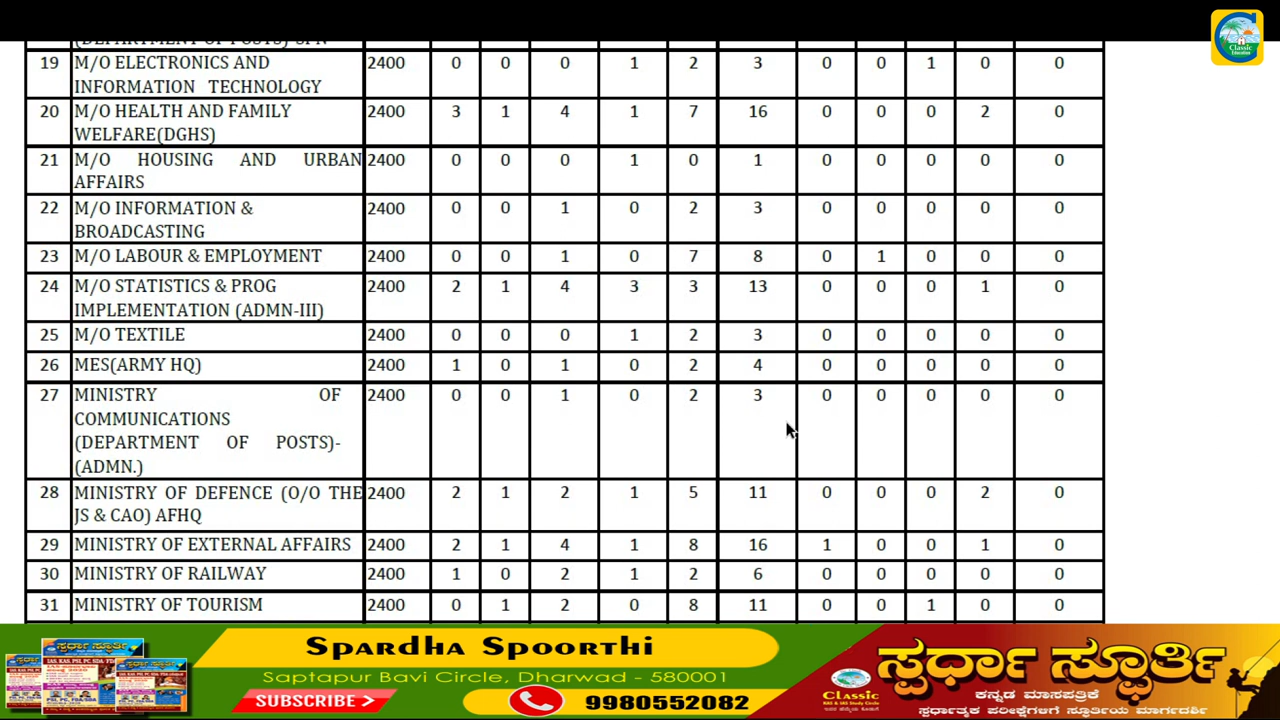 Classic
Education
19 M/O ELECTRONICS AND 2400 0 0 0 1 2 3 0 0 1 0 0
INFORMATION TECHNOLOGY
20 M/O HEALTH AND FAMILY 2400 3 1 4 1 7 16 0 0 0 2 0
WELFARE(DGHS)
21 M/O HOUSING AND URBAN 2400 0 0 0 1 0 1 0 0 0 0 0
AFFAIRS
22 M/O INFORMATION & 2400 0 0 1 0 2 3 0 0 0 0 0
BROADCASTING
23 M/O LABOUR & EMPLOYMENT 2400 0 0 1 0 7 8 0 1 0 0 0
24 M/O STATISTICS & PROG 2400 2 1 4 3 3 13 0 0 0 1 0
IMPLEMENTATION (ADMN-III)
25 M/O TEXTILE 2400 0 0 0 1 2 3 0 0 0 0 0
26 MES(ARMY HQ) 2400 1 0 1 0 2 4 0 0 0 0 0
27 MINISTRY OF 2400 0 0 1 0 2 3 0 0 0 0 0
COMMUNICATIONS
(DEPARTMENT OF POSTS)-
(ADMN.)
28 MINISTRY OF DEFENCE (O/O THE 2400 2 1 2 1 5 11 0 0 0 2 0
JS & CAO) AFHQ
29 MINISTRY OF EXTERNAL AFFAIRS 2400 2 1 4 1 8 16 1 0 0 1 0
30 MINISTRY OF RAILWAY 2400 1 0 2 1 2 6 0 0 0 0 0
31 MINISTRY OF TOURISM 2400 0 1 2 0 8 11 0 0 1 0 0
Spardha Spoorthi
Saptapur Bavi Circle, Dharwad - 580001
SUBSCRIBE >
9980552082
ಸ್ಪರ್ಧಾ ಸ್ಫೂರ್ತಿ
Classic
ಕನ್ನಡ ಮಾಸಪತ್ರಿಕೆ
ಸ್ಪರ್ಧಾತ್ಮಕ ಪರೀಕ್ಷೆಗಳಿಗೆ ಸ್ಫೂರ್ತಿಯ ಮಾರ್ಗದರ್ಶಿ